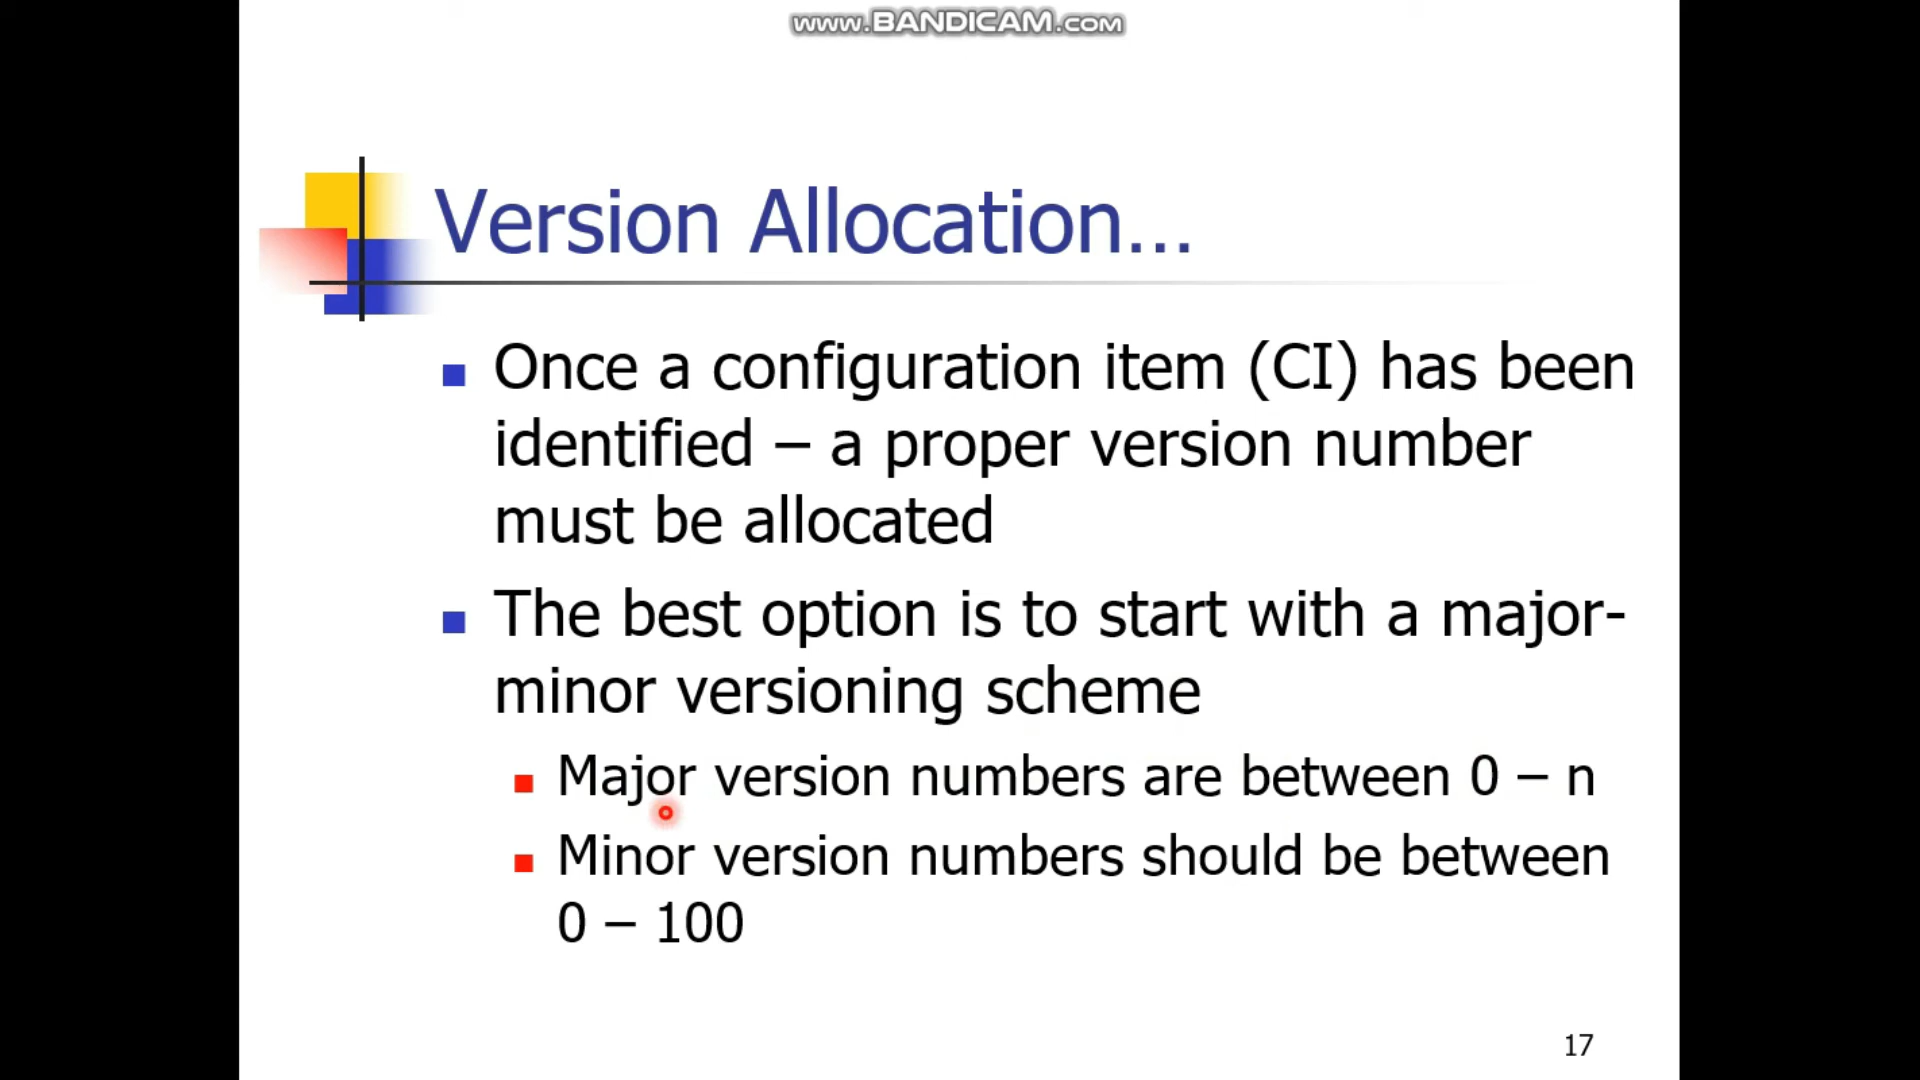 www.BANDICAM.com
Version Allocation...
Once a configuration item (CI) has been
identified – a proper version number
must be allocated
The best option is to start with a major-
minor versioning scheme
Major version numbers are between 0 – n
Minor version numbers should be between
0 – 100
17